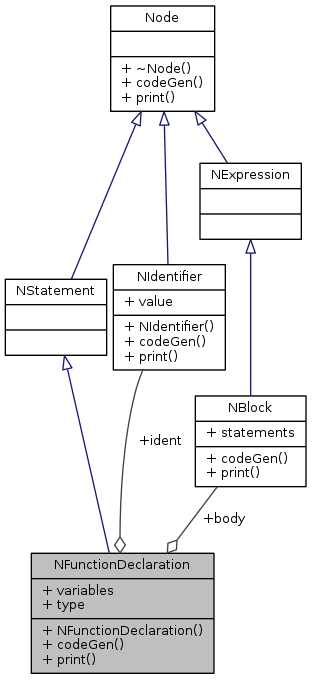 Node
+ ~Node()
+ codeGen()
+ print()
NExpression
NStatement
NIdentifier
+ value
+ NIdentifier()
+ codeGen()
+ print()
NBlock
+ statements
+ codeGen()
+ print()
+ident
+body
NFunctionDeclaration
+ variables
+ type
+ NFunctionDeclaration()
+ codeGen()
+ print()